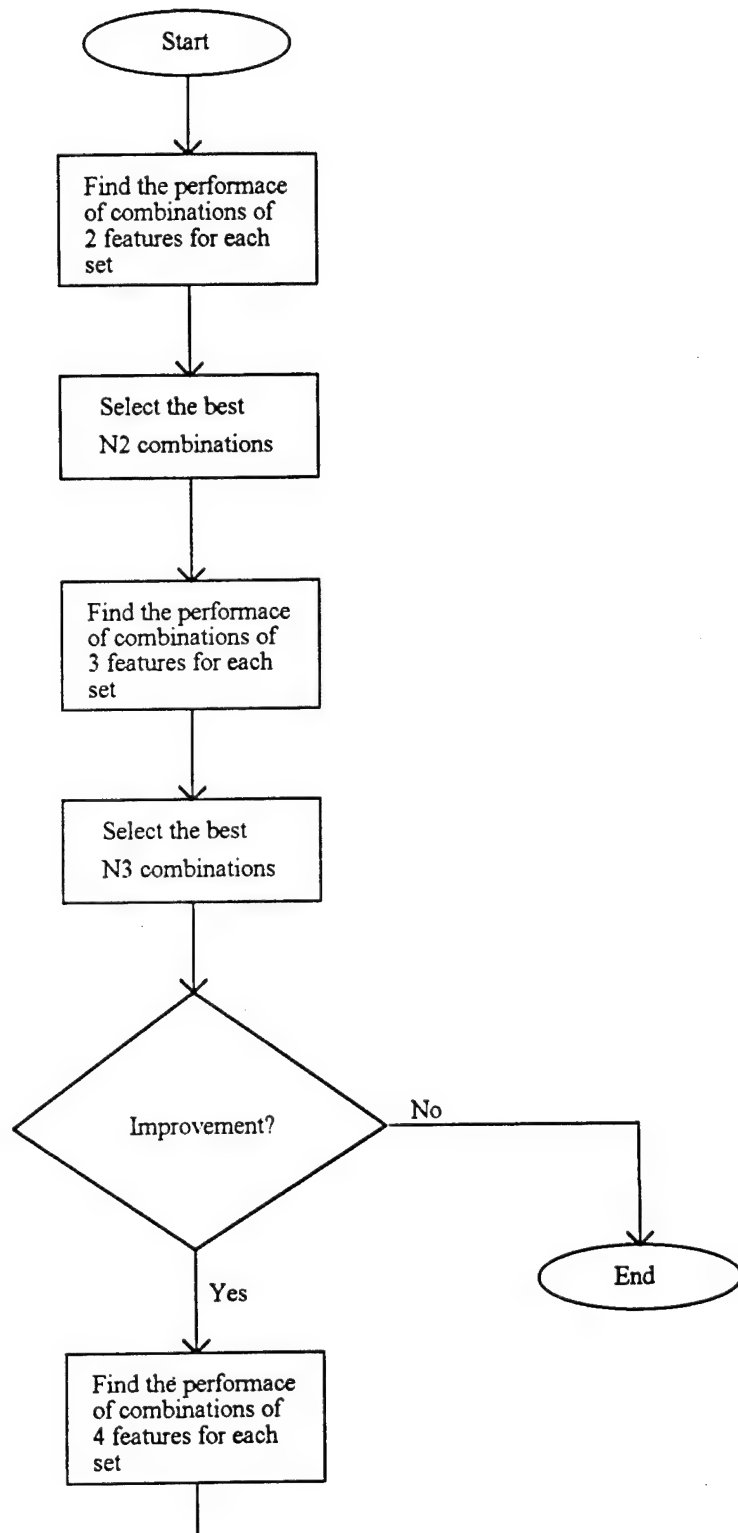 Start
Find the performace
of combinations of
2 features for each
set
Select the best
N2 combinations
Find the performace
of combinations of
3 features for each
set
Select the best
N3 combinations
Improvement?
No
End
Yes
Find the performace
of combinations of
4 features for each
set